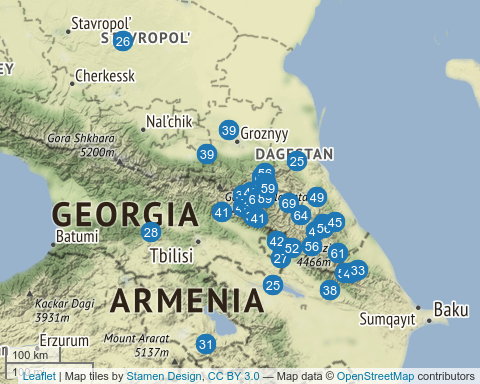 Stavropol'
STAVROPOL'
26
Cherkessk
Nal'chik
39
Groznyy
Gora Shkhara
5200m
39
DAGESTAN
25
56
59
49
69
41
41
64
45
GEORGIA
28
Batumi
Tbilisi
42
52
56
27
4466m
61
33
25
38
Kackar Dagi
3931m
ARMENIA
Baku
Sumqayıt
Mount Ararat
5137m
31
Erzurum
100 km
Leaflet | Map tiles by Stamen Design, CC BY 3.0 — Map data © OpenStreetMap contributors